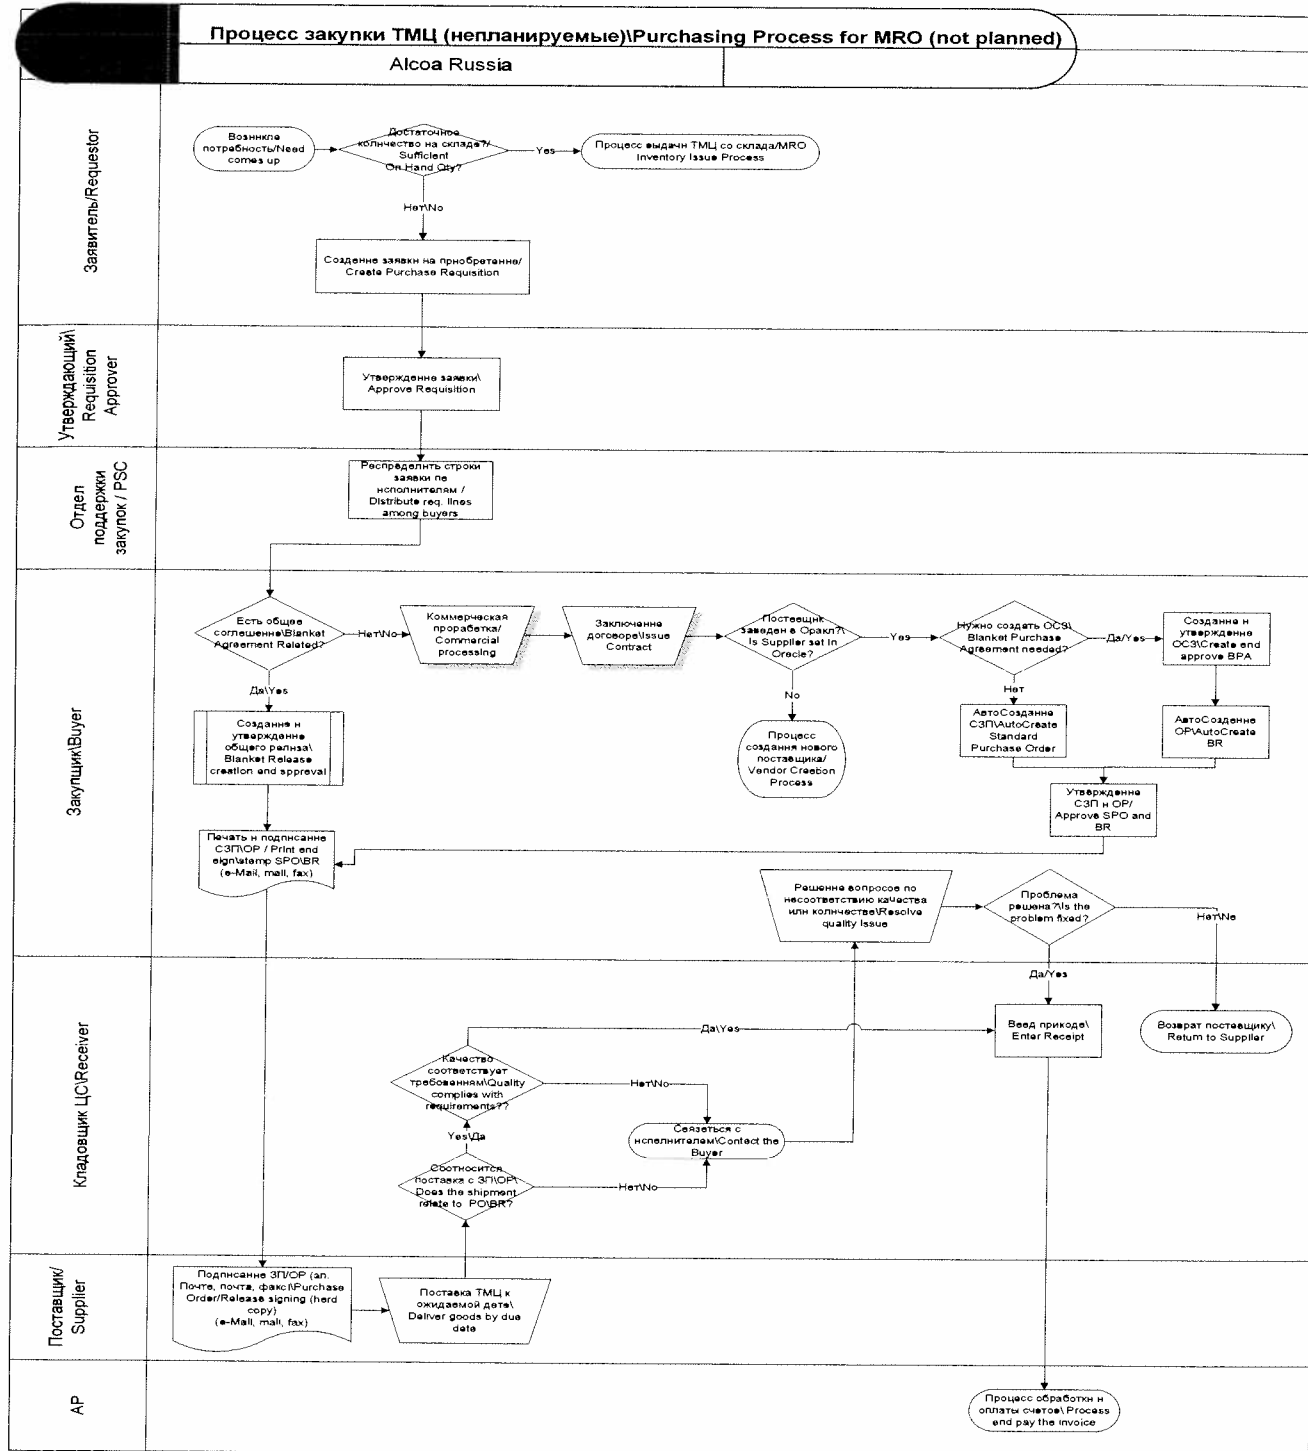 Процесс закупки ТМЦ (непланируемые)\Purchasing Process for MRO (not planned)
Alcoa Russia
Заявитель/Requestor
Возникла
потребность/Need
comes up
Достаточное
количество на складе?/
Sufficient
On Hand Qty?
Yes
Процесс выдачи ТМЦ со склада/MRO
Inventory Issue Process
Нет\No
Создание заявки на приобретение/
Create Purchase Requisition
Утверждающий\
Requisition
Approver
Утверждение заявки\
Approve Requisition
Отдел
поддержки
закупок / PSC
Распределить строки
заявки по
исполнителям /
Distribute req. lines
among buyers
Закупщик\Buyer
Есть общее
соглашение\Blanket
Agreement Related?
Нет\No
Коммерческая
проработка/
Commercial
processing
Заключение
договора\Issue
Contract
Поставщик
заведен в Оракл?\
Is Supplier set in
Oracle?
Yes
Нужно создать ОСЗ\
Blanket Purchase
Agreement needed?
Да/Yes
Создание и
утверждение
ОСЗ\Create and
approve BPA
Да\Yes
No
Нет
Создание и
утверждение
общего релиза\
Blanket Release
creation and approval
Процесс
создания нового
поставщика/
Vendor Creation
Process
АвтоСоздание
СЗП\AutoCreate
Standard
Purchase Order
АвтоСоздание
ОР\AutoCreate
BR
Утверждение
СЗП и ОР/
Approve SPO and
BR
Печать и подписание
СЗП\ОР / Print and
sign\stamp SPO\BR
(e-Mail, mail, fax)
Решение вопросов по
несоответствию качества
или количества\Resolve
quality issue
Проблема
решена?\Is the
problem fixed?
Нет\No
Да/Yes
Кладовщик ЦС\Receiver
Да\Yes
Ввод прихода\
Enter Receipt
Возврат поставщику\
Return to Supplier
Качество
соответствует
требованиям\Quality
complies with
requirements??
Нет\No
Связаться с
исполнителем\Contact the
Buyer
Yes\Да
Соотносится
поставка с ЗП\ОР\
Does the shipment
relate to PO\BR?
Нет\No
Поставщик/
Supplier
Подписание ЗП/ОР (эл.
Почта, почта, факс)\Purchase
Order/Release signing (hard
copy)
(e-Mail, mail, fax)
Поставка ТМЦ к
ожидаемой дате\
Deliver goods by due
date
AP
Процесс обработки и
оплаты счетов\ Process
and pay the invoice